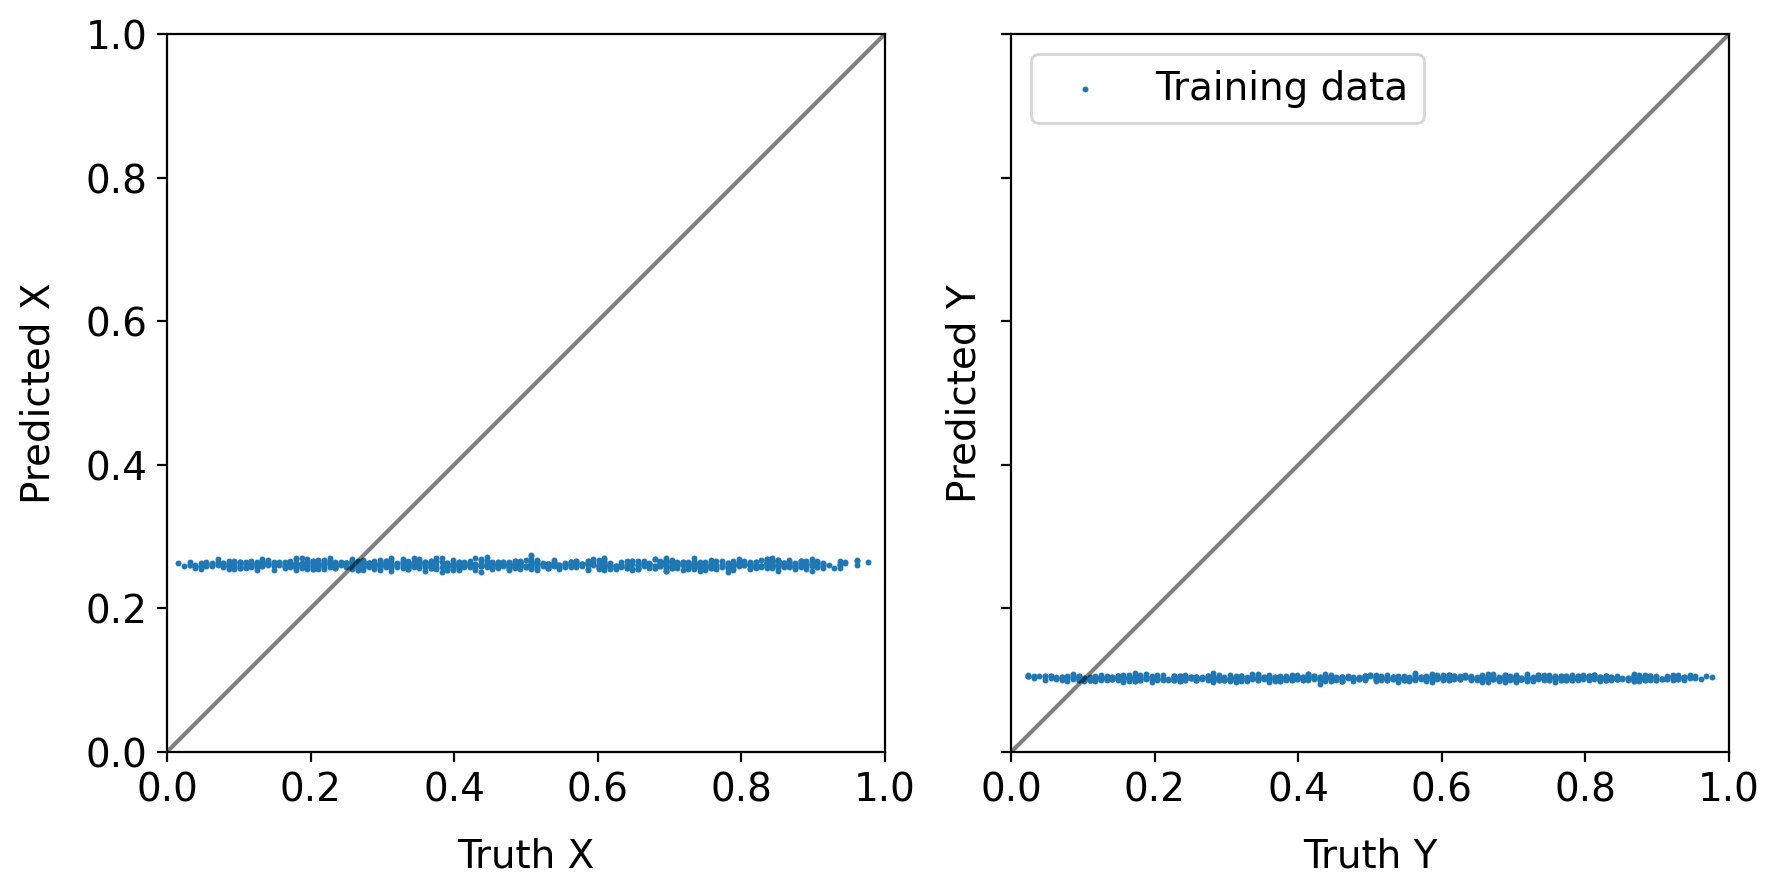 1.0
0.8
0.6
0.4
0.2
0.0
Predicted X
0.0 0.2 0.4 0.6 0.8 1.0
Truth X
Training data
Predicted Y
0.0 0.2 0.4 0.6 0.8 1.0
Truth Y